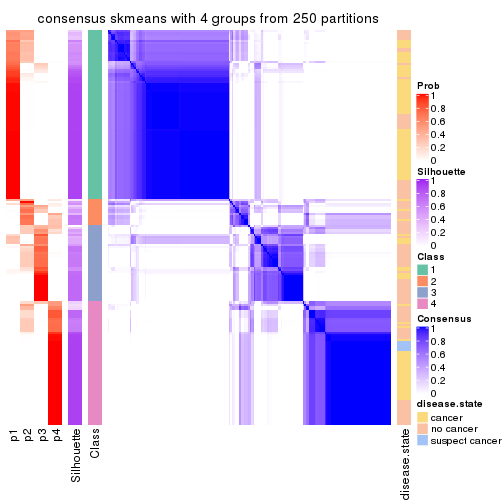 consensus skmeans with 4 groups from 250 partitions
Prob
1
0.8
0.6
0.4
0.2
0
Silhouette
1
0.8
0.6
0.4
0.2
0
Class
1
2
3
4
Consensus
1
0.8
0.6
0.4
0.2
0
disease.state
cancer
no cancer
suspect cancer
p1
p2
p3
p4
Silhouette
Class
disease.state